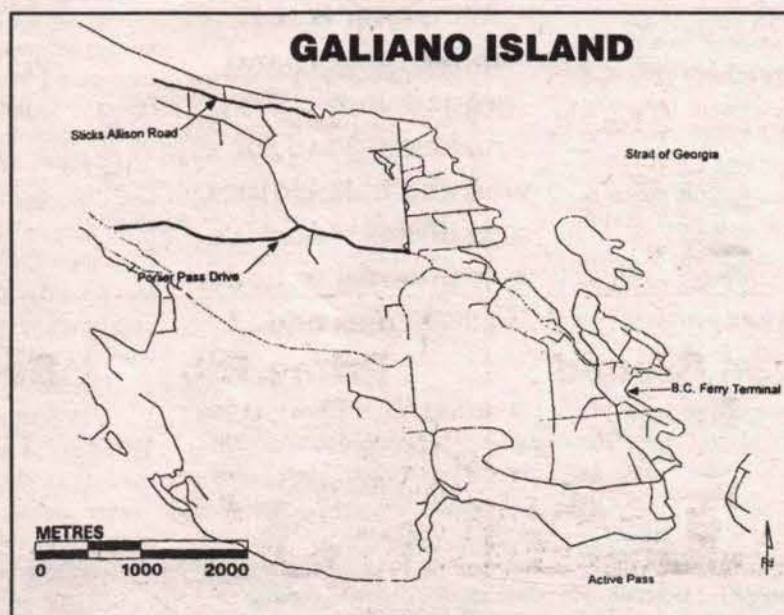 GALIANO ISLAND
Sticks Allison Road
Strait of Georgia
Porlier Pass Drive
B.C. Ferry Terminal
METRES
0 1000 2000
Active Pass